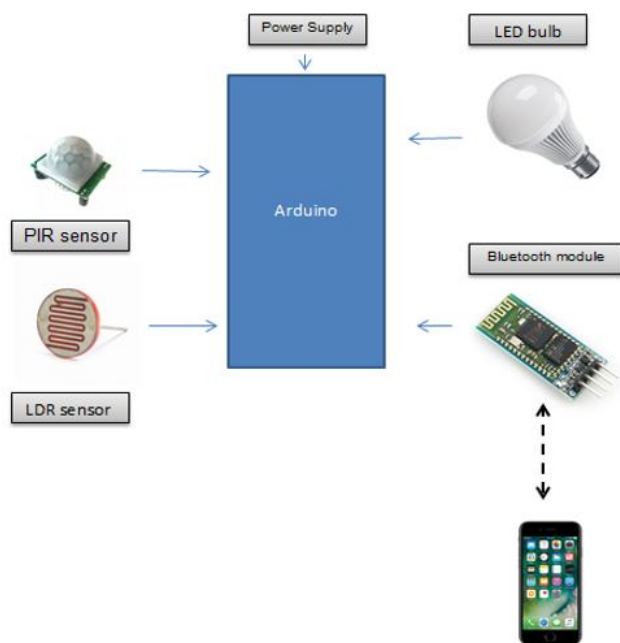 Power Supply
LED bulb
Arduino
PIR sensor
Bluetooth module
LDR sensor